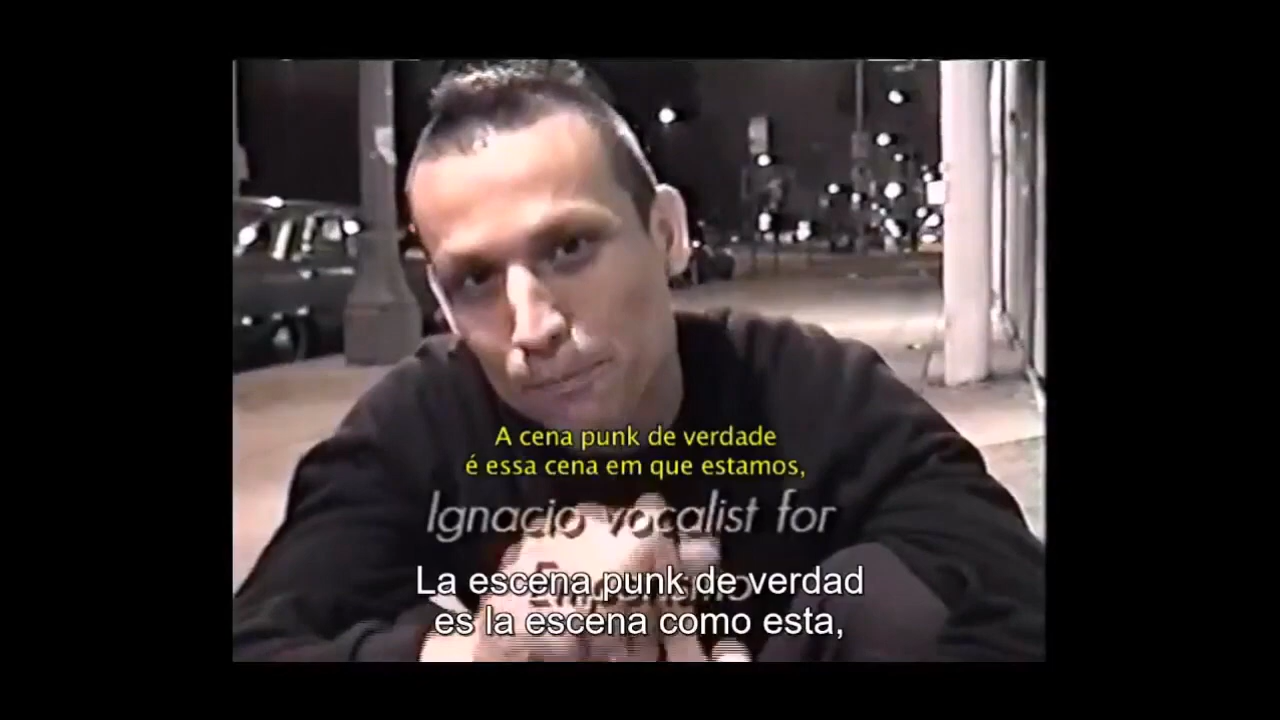 A cena punk de verdade
é essa cena em que estamos,
Ignacio vocalist for
La escena punk de verdad
es la escena como esta,